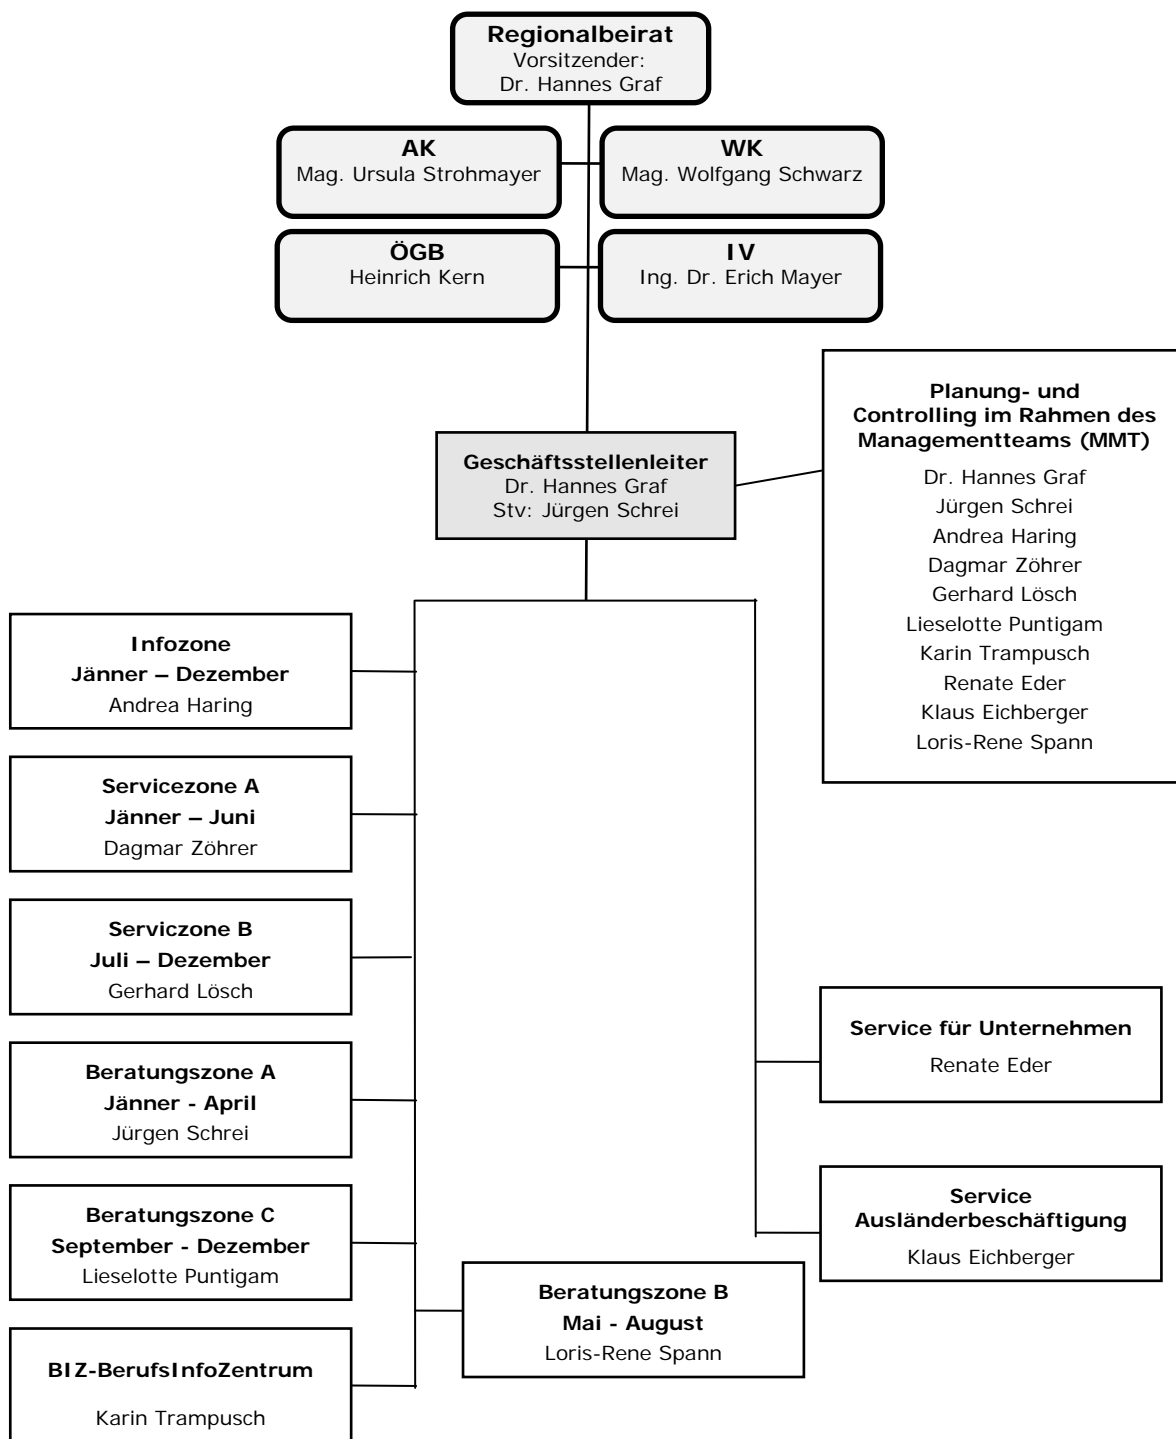 Regionalbeirat
Vorsitzender:
Dr. Hannes Graf
AK
Mag. Ursula Strohmayer
WK
Mag. Wolfgang Schwarz
ÖGB
Heinrich Kern
IV
Ing. Dr. Erich Mayer
Planung- und
Controlling im Rahmen des
Managementteams (MMT)
Dr. Hannes Graf
Jürgen Schrei
Andrea Haring
Dagmar Zöhrer
Gerhard Lösch
Lieselotte Puntigam
Karin Trampusch
Renate Eder
Klaus Eichberger
Loris-Rene Spann
Geschäftsstellenleiter
Dr. Hannes Graf
Stv: Jürgen Schrei
Infozone
Jänner – Dezember
Andrea Haring
Servicezone A
Jänner – Juni
Dagmar Zöhrer
Serviczone B
Juli – Dezember
Gerhard Lösch
Beratungszone A
Jänner - April
Jürgen Schrei
Beratungszone C
September - Dezember
Lieselotte Puntigam
BIZ-BerufsInfoZentrum
Karin Trampusch
Beratungszone B
Mai - August
Loris-Rene Spann
Service für Unternehmen
Renate Eder
Service
Ausländerbeschäftigung
Klaus Eichberger